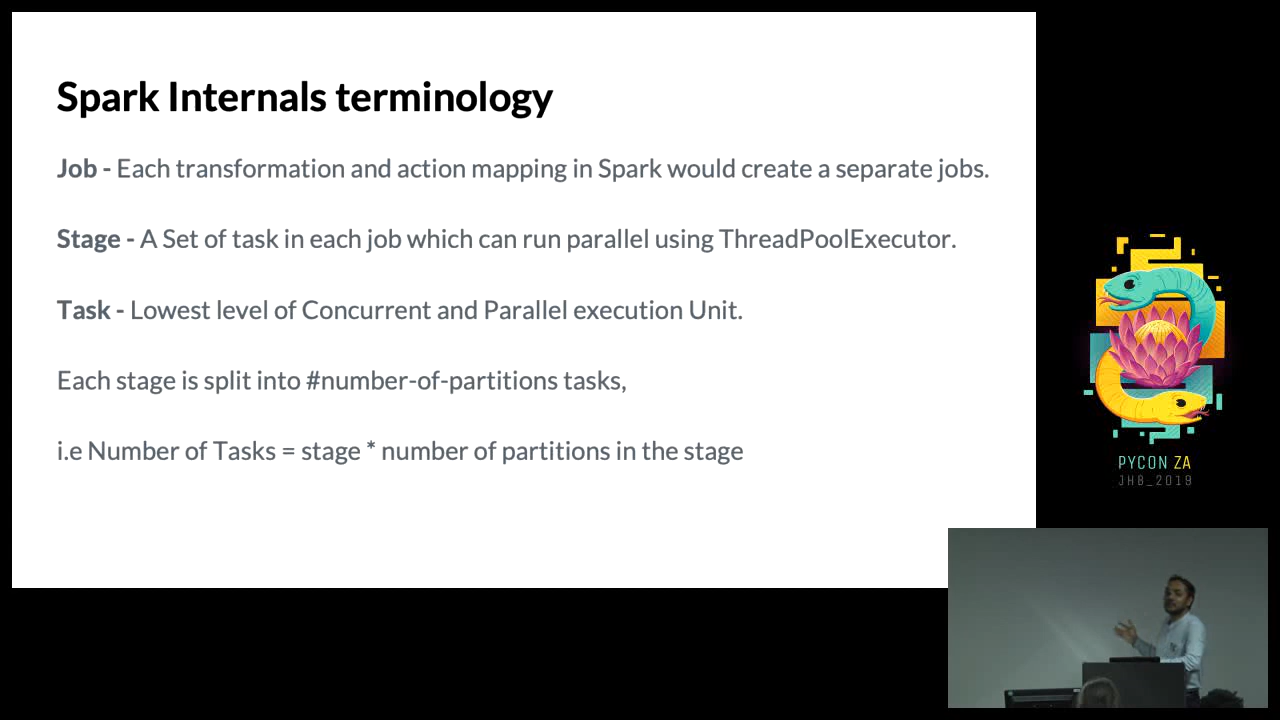 Spark Internals terminology
Job - Each transformation and action mapping in Spark would create a separate jobs.
Stage - A Set of task in each job which can run parallel using ThreadPoolExecutor.
Task - Lowest level of Concurrent and Parallel execution Unit.
Each stage is split into #number-of-partitions tasks,
i.e Number of Tasks = stage * number of partitions in the stage
PYCON ZA
JHB_2019